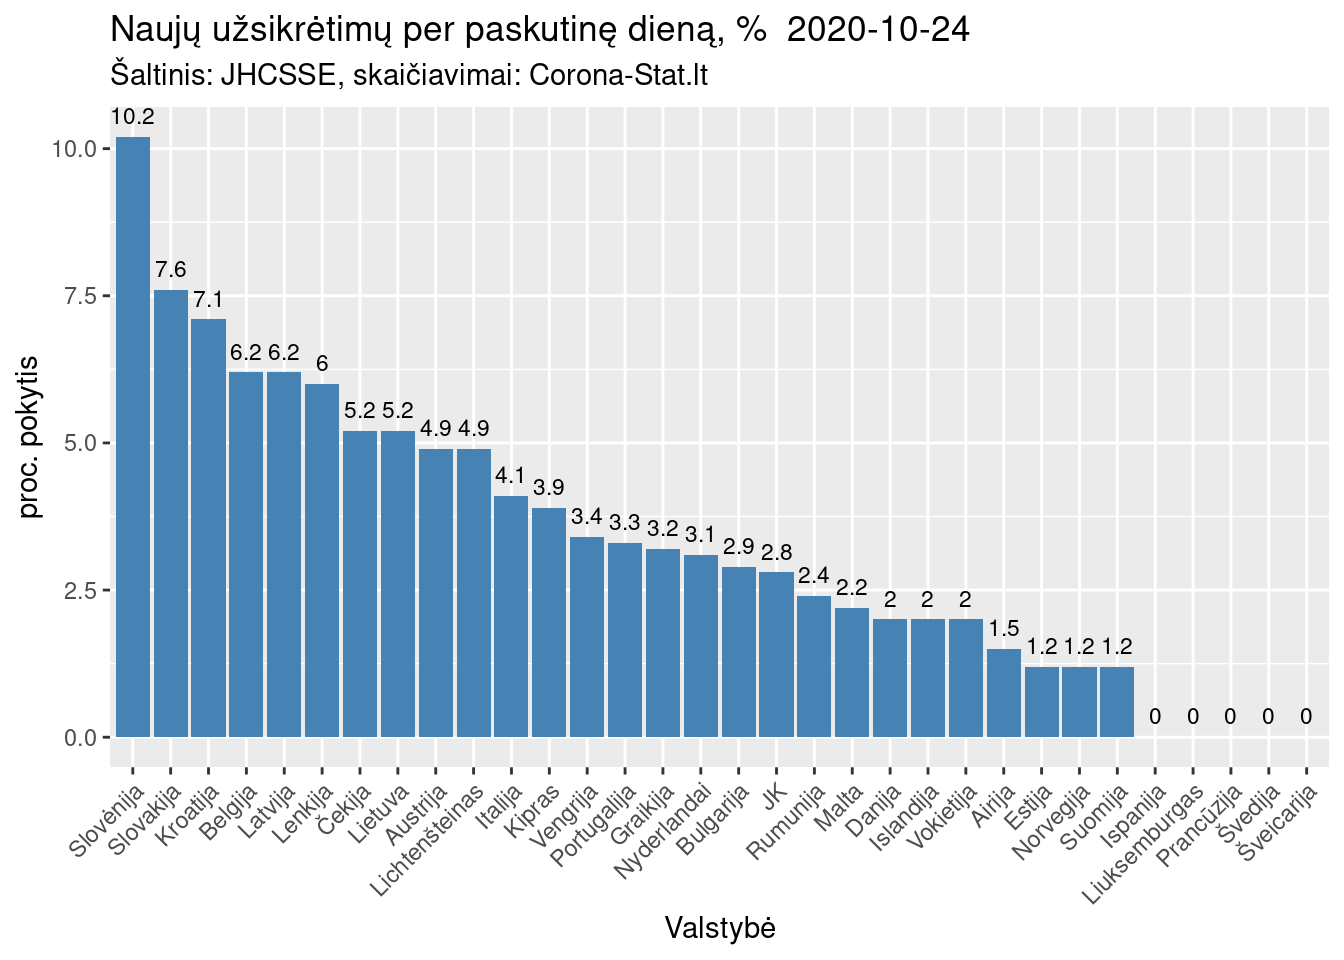 Naujų užsikrėtimų per paskutinę dieną, %  2020-10-24
Šaltinis: JHCSSE, skaičiavimai: Corona-Stat.lt
proc. pokytis
10.0
7.5
5.0
2.5
0.0
10.2
7.6
7.1
6.2
6.2
6
5.2
5.2
4.9
4.9
4.1
3.9
3.4
3.3
3.2
3.1
2.9
2.8
2.4
2.2
2
2
2
1.5
1.2
1.2
1.2
0
0
0
0
0
Slovėnija
Slovakija
Kroatija
Belgija
Latvija
Lenkija
Čekija
Lietuva
Austrija
Lichtenšteinas
Italija
Kipras
Vengrija
Portugalija
Graikija
Nyderlandai
Bulgarija
JK
Rumunija
Malta
Danija
Islandija
Vokietija
Airija
Estija
Norvegija
Suomija
Ispanija
Liuksemburgas
Prancūzija
Švedija
Šveicarija
Valstybė